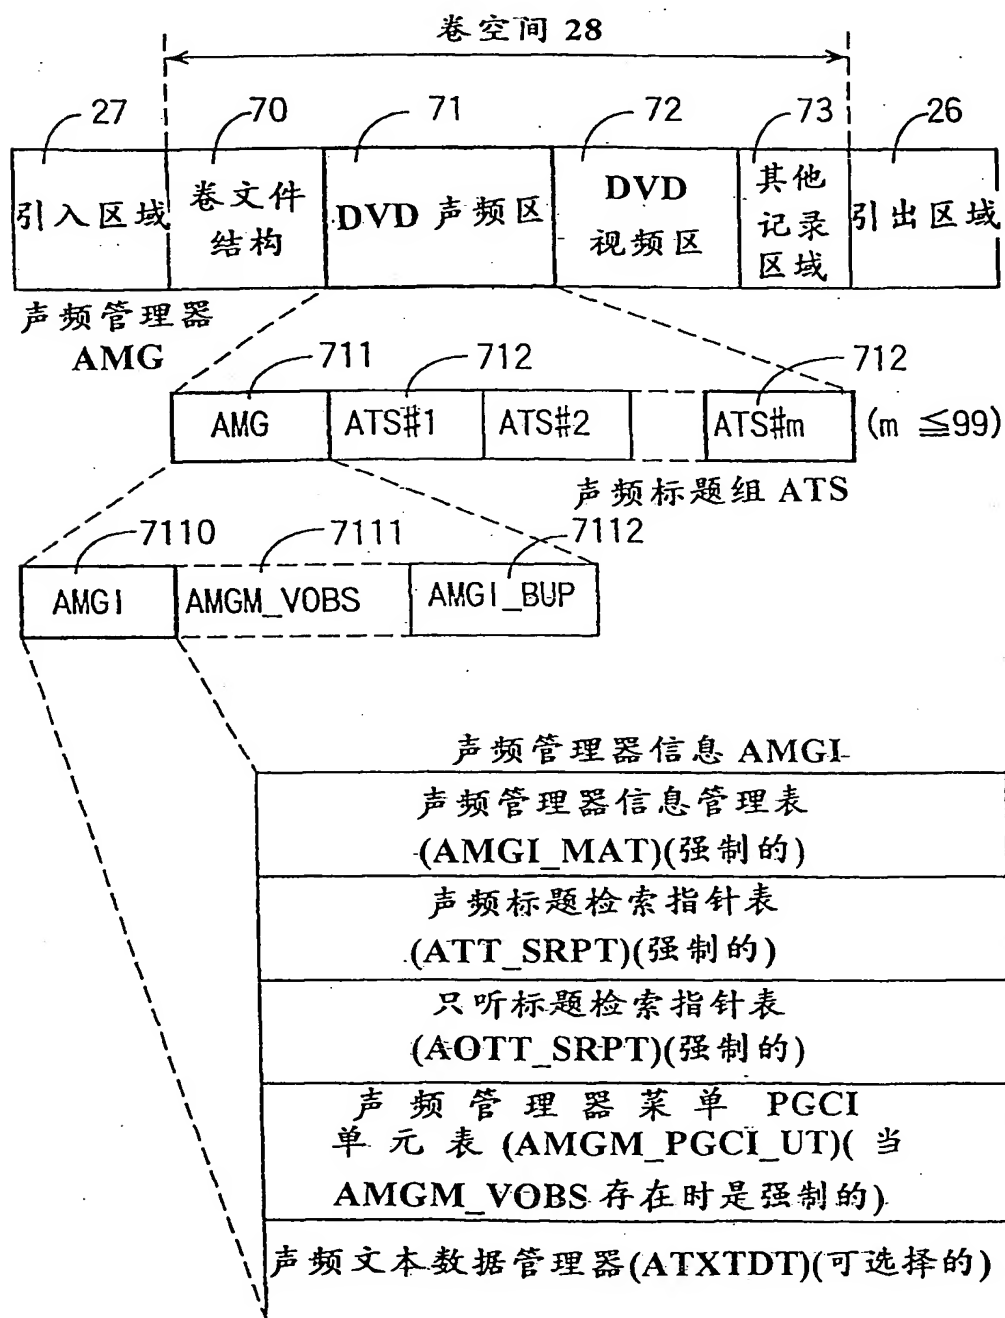 卷空间 28
27 70 71 72 73 26
引入区域
卷文件
结构
DVD 声频区
DVD
视频区
其他
记录
区域
引出区域
声频管理器
AMG
711 712 712
AMG ATS#1 ATS#2 ATS#m (m ≦99)
声频标题组 ATS
7110 7111 7112
AMGI AMGM_VOBS AMGI_BUP
声频管理器信息 AMGI
声频管理器信息管理表
(AMGI_MAT)(强制的)
声频标题检索指针表
(ATT_SRPT)(强制的)
只听标题检索指针表
(AOTT_SRPT)(强制的)
声频管理器菜单 PGCI
单元表 (AMGM_PGCI_UT)( 当
AMGM_VOBS 存在时是强制的)
声频文本数据管理器(ATXTDT)(可选择的)